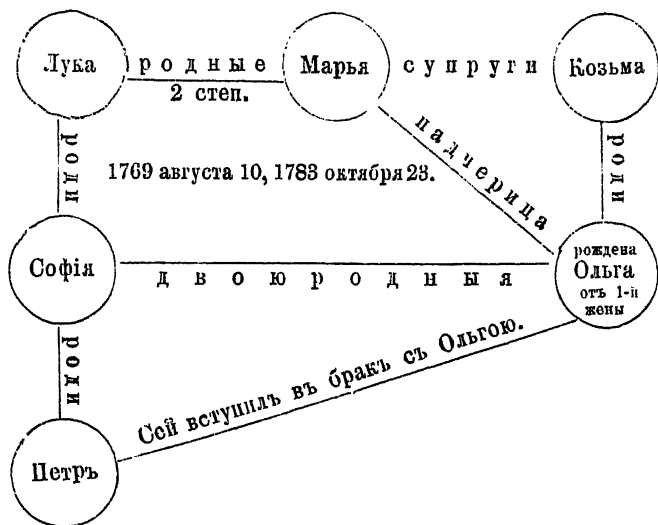 Лука родные Марья супруги Козьма
2 степ.
роди
роди
падчерица
1769 августа 10, 1783 октября 23.
Софія двоюродныя рождена
Ольга
отъ 1-й
жены
роди
Сей вступилъ въ бракъ съ Ольгою.
Петръ